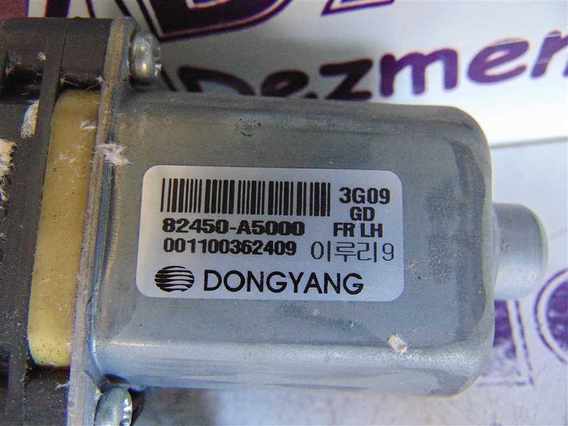 Dezmem
3G09
GD
82450-A5000 FR LH
001100362409 이루리9
DONGYANG